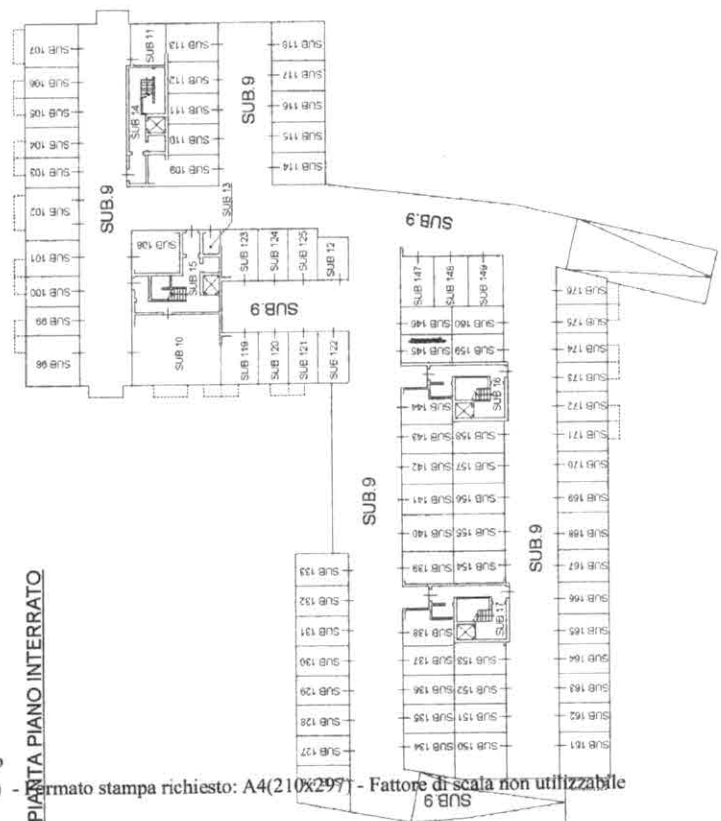 SUB 107
SUB 106
SUB 105
SUB 104
SUB 103
SUB 102
SUB 101
SUB 100
SUB 99
SUB 98
SUB.9
SUB 11
SUB 14
SUB 113
SUB 112
SUB 111
SUB 110
SUB 109
SUB.9
SUB 118
SUB 117
SUB 116
SUB 115
SUB 114
SUB 13
SUB 108
SUB 15
SUB 123
SUB 124
SUB 125
SUB 12
SUB.9
SUB 10
SUB 119
SUB 120
SUB 121
SUB 122
SUB.9
SUB 147
SUB 148
SUB 149
SUB 146
SUB 160
SUB 145
SUB 159
SUB 16
SUB 144
SUB 143
SUB 158
SUB 142
SUB 157
SUB 141
SUB 156
SUB 140
SUB 155
SUB 139
SUB 154
SUB 17
SUB 138
SUB 137
SUB 153
SUB 136
SUB 152
SUB 135
SUB 151
SUB 134
SUB 150
SUB.9
SUB.9
SUB 176
SUB 175
SUB 174
SUB 173
SUB 172
SUB 171
SUB 170
SUB 169
SUB 168
SUB 167
SUB 166
SUB 165
SUB 164
SUB 163
SUB 162
SUB 161
SUB 133
SUB 132
SUB 131
SUB 130
SUB 129
SUB 128
SUB 127
SUB.9
PIANTA PIANO INTERRATO
- Formato stampa richiesto: A4(210x297) - Fattore di scala non utilizzabile